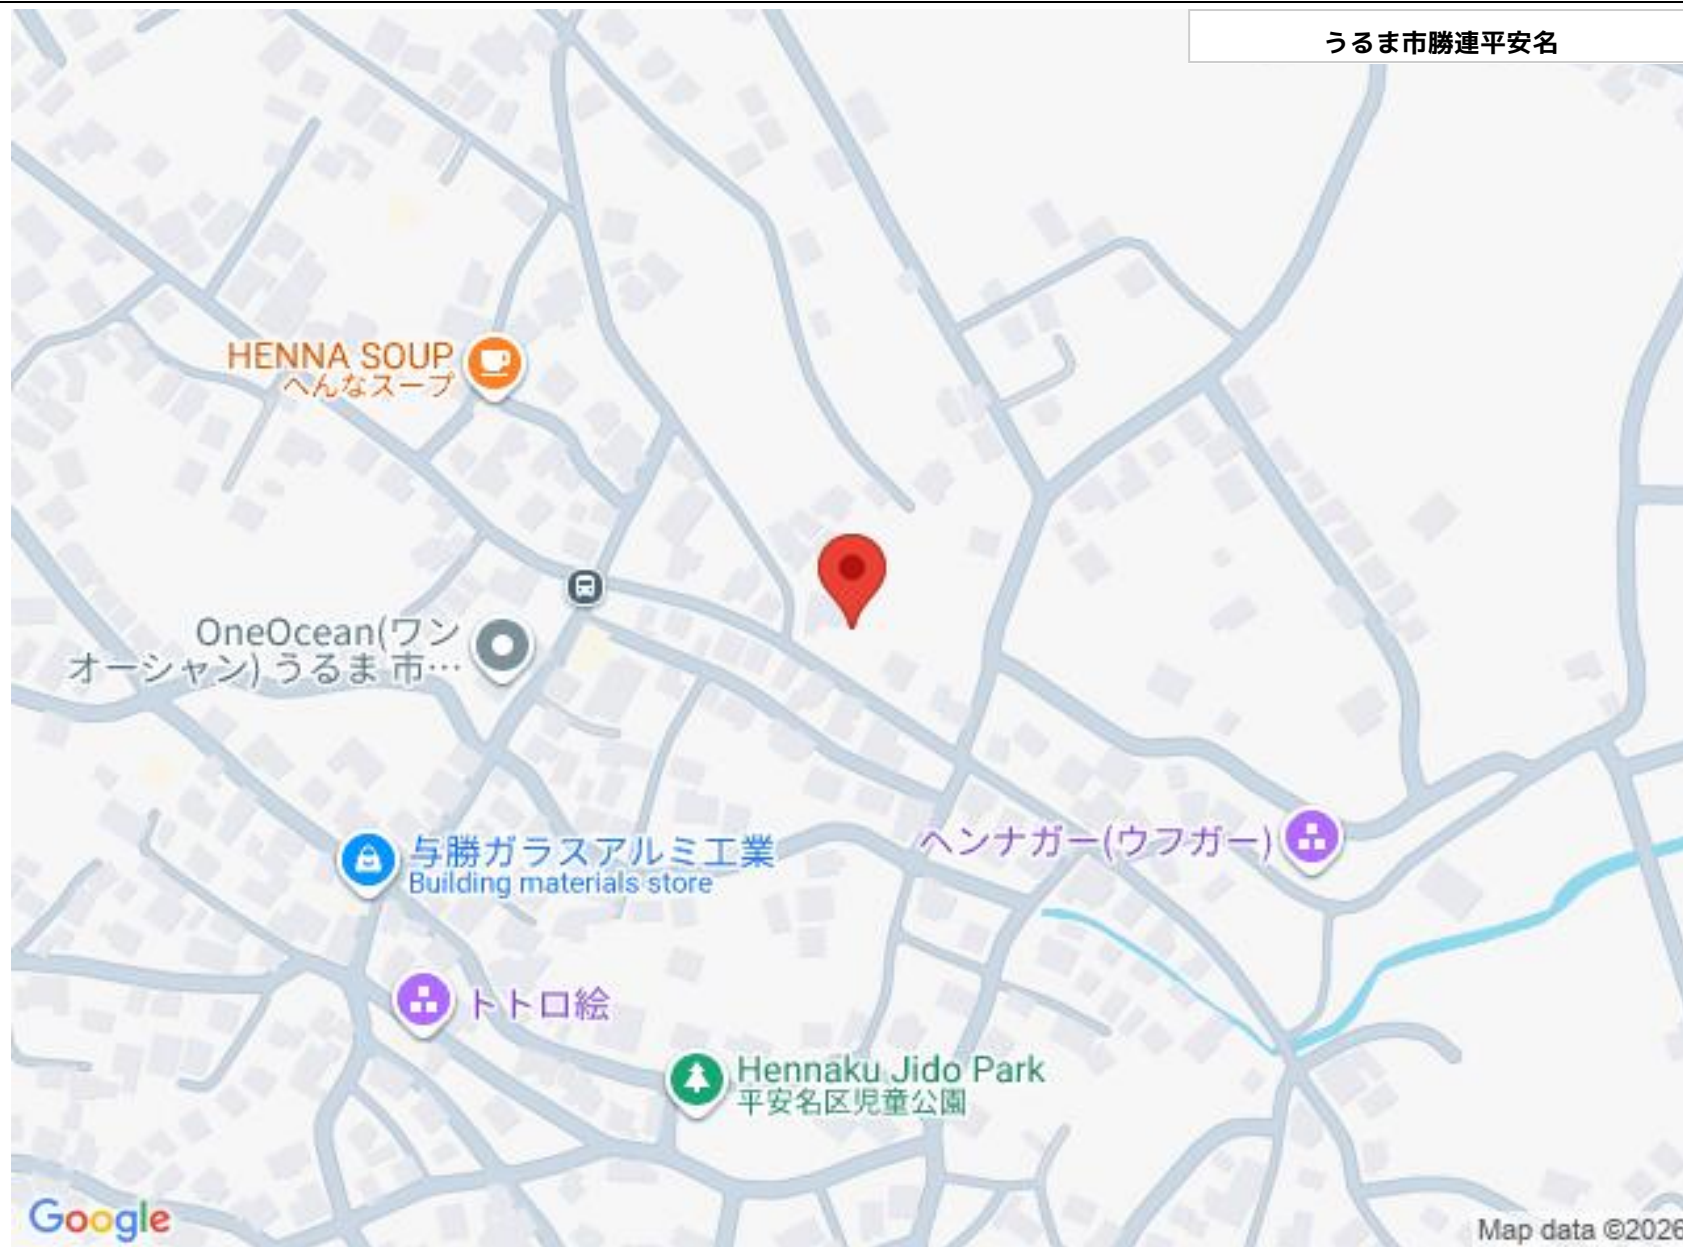 うるま市勝連平安名
HENNA SOUP
へんなスープ
OneOcean(ワン
オーシャン) うるま 市…
与勝ガラスアルミ工業
Building materials store
ヘンナガー(ウフガー)
トトロ絵
Hennaku Jido Park
平安名区児童公園
Google
Map data ©2026